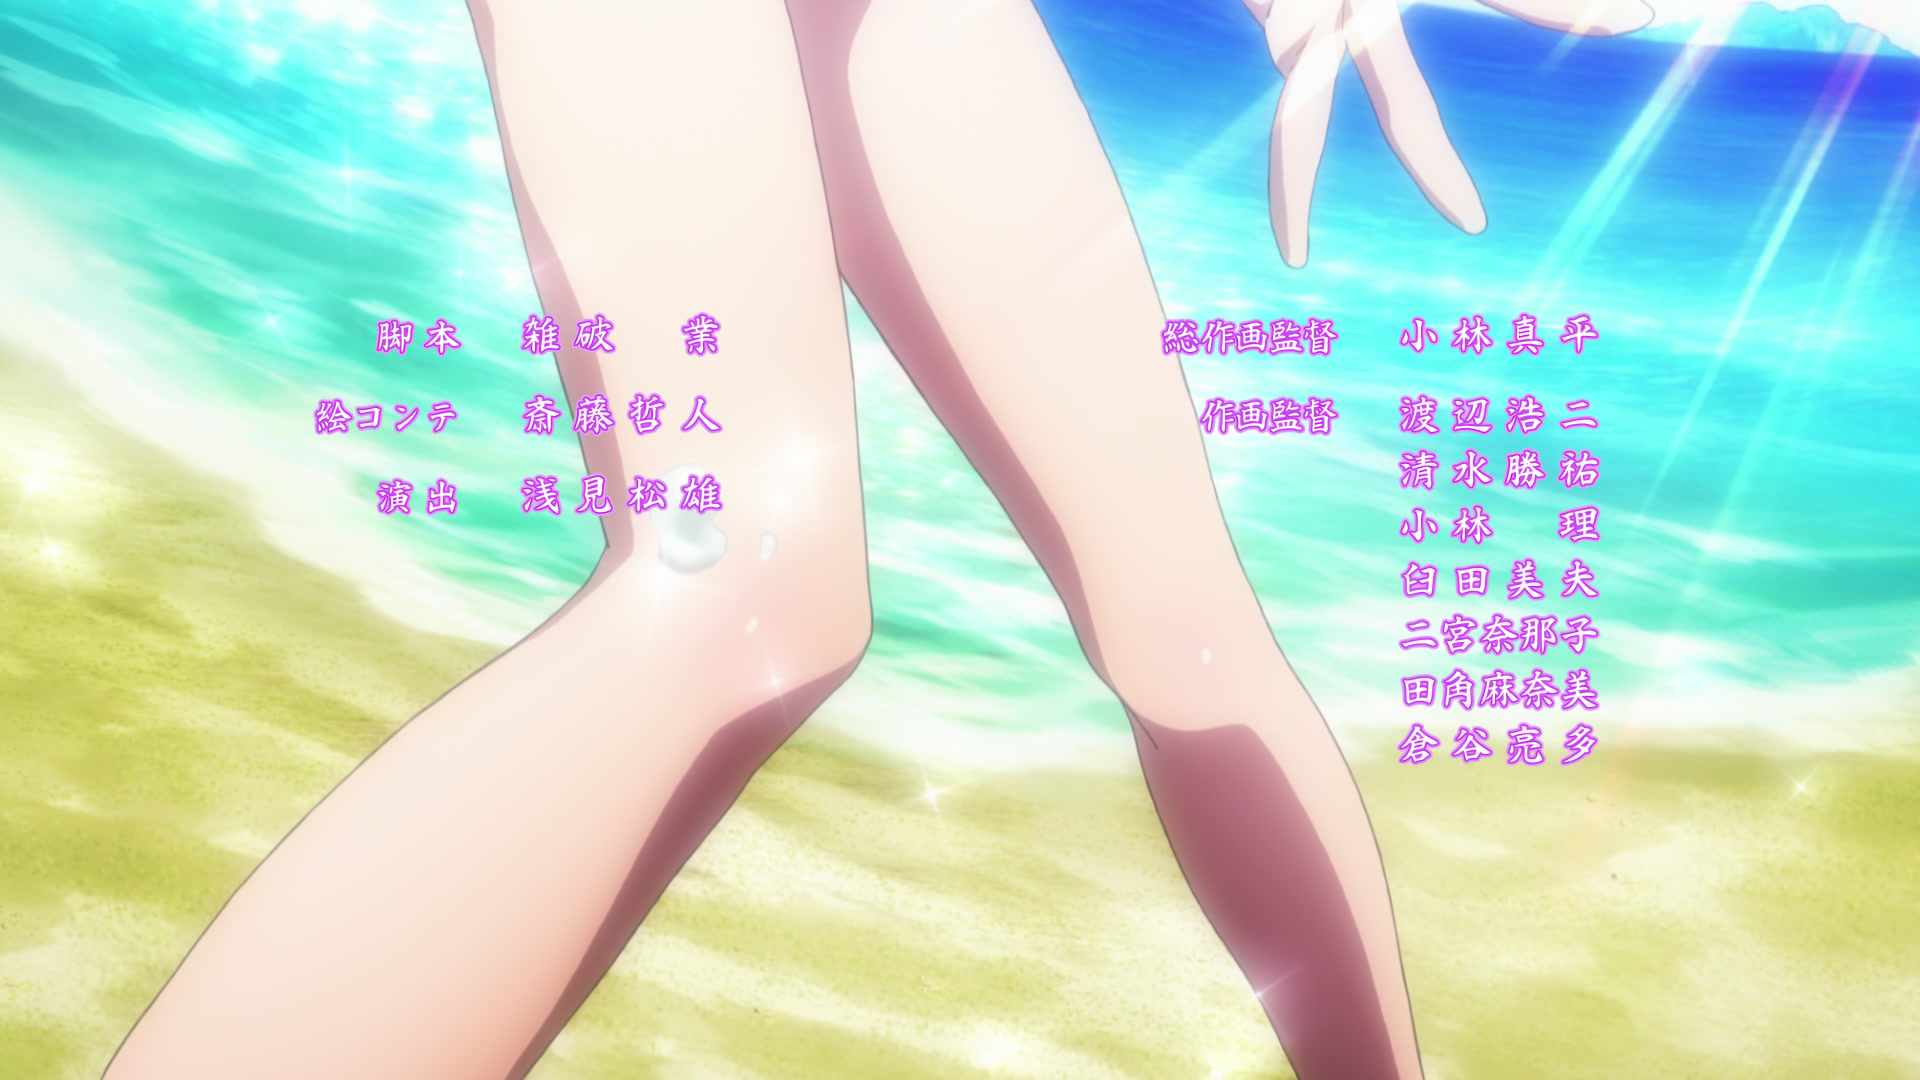 脚本 雑破 業
絵コンテ 斎藤哲人
演出 浅見松雄
総作画監督 小林真平
作画監督 渡辺浩二
清水勝祐
小林 理
臼田美夫
二宮奈那子
田角麻奈美
倉谷亮多